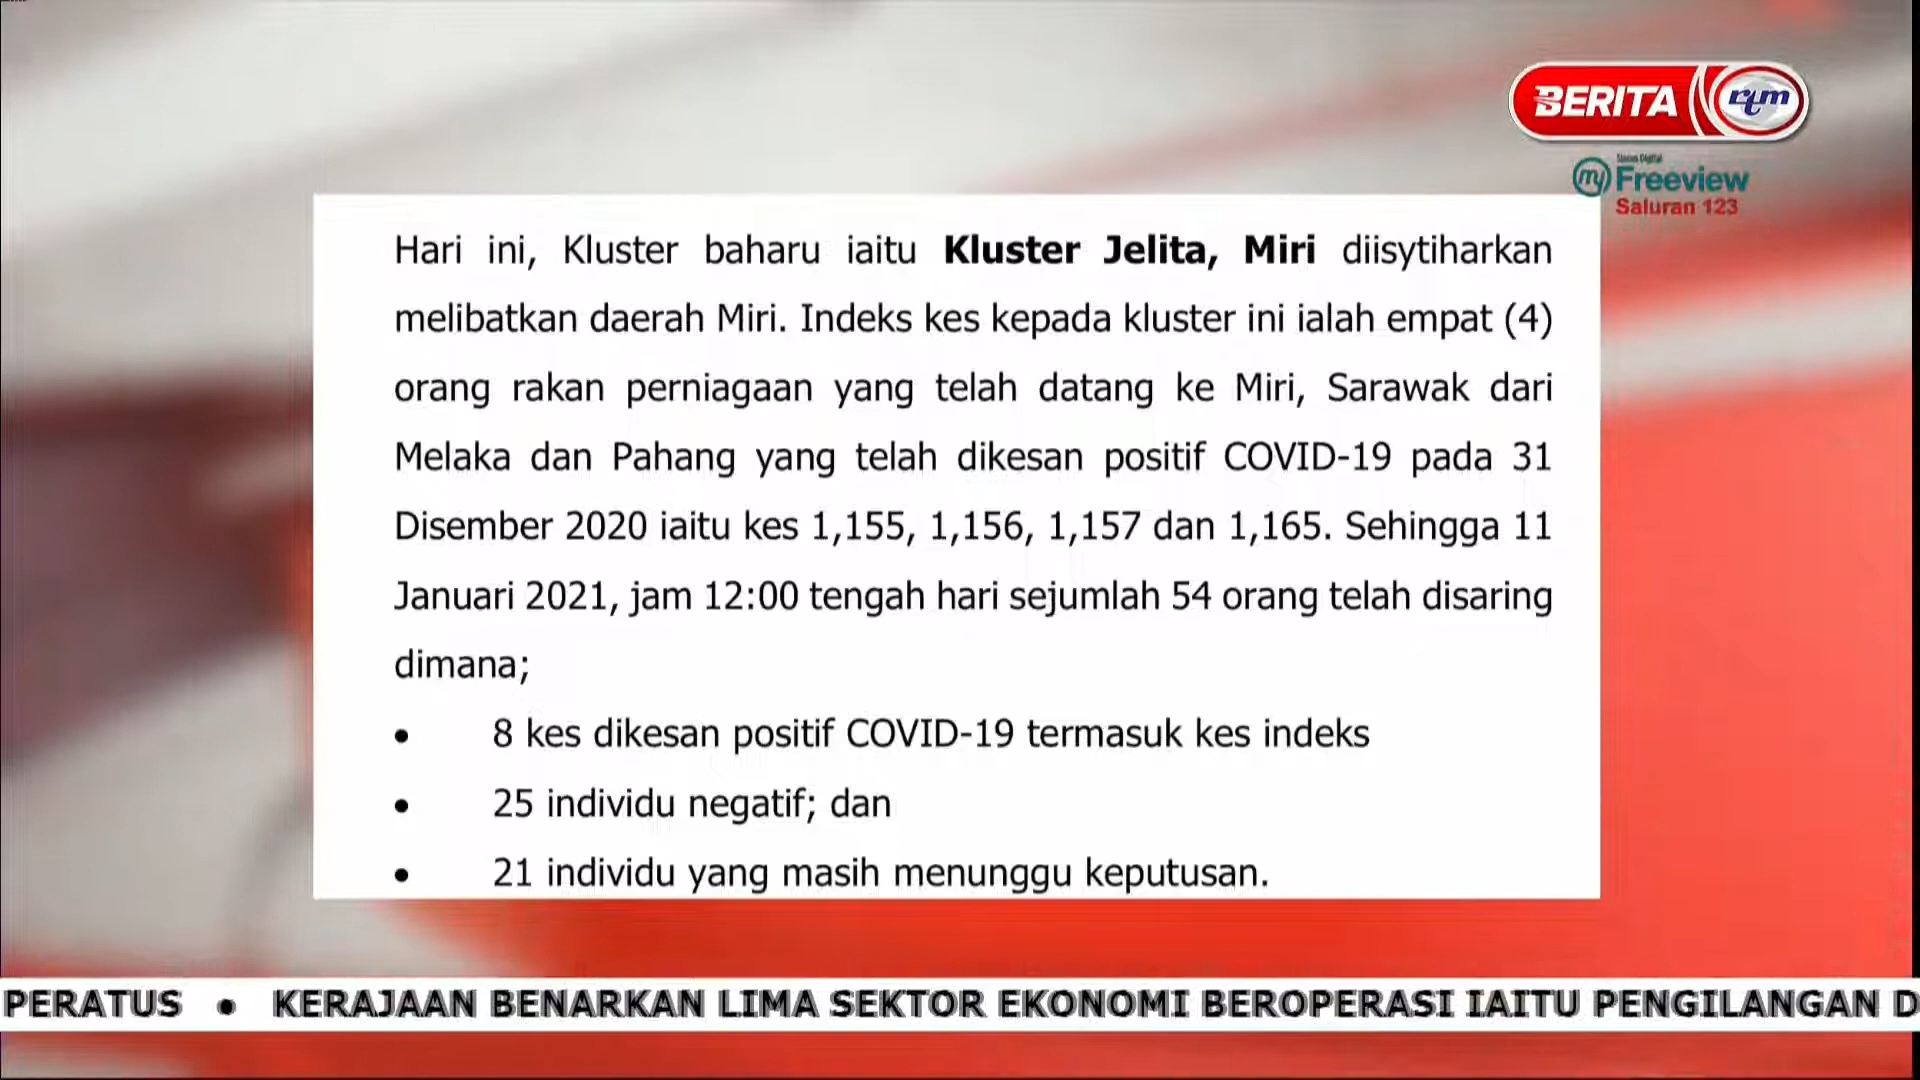 BERITA rtm
Siaran Digital
my Freeview
Saluran 123
Hari ini, Kluster baharu iaitu Kluster Jelita, Miri diisytiharkan
melibatkan daerah Miri. Indeks kes kepada kluster ini ialah empat (4)
orang rakan perniagaan yang telah datang ke Miri, Sarawak dari
Melaka dan Pahang yang telah dikesan positif COVID-19 pada 31
Disember 2020 iaitu kes 1,155, 1,156, 1,157 dan 1,165. Sehingga 11
Januari 2021, jam 12:00 tengah hari sejumlah 54 orang telah disaring
dimana;
• 8 kes dikesan positif COVID-19 termasuk kes indeks
• 25 individu negatif; dan
• 21 individu yang masih menunggu keputusan.
PERATUS • KERAJAAN BENARKAN LIMA SEKTOR EKONOMI BEROPERASI IAITU PENGILANGAN D